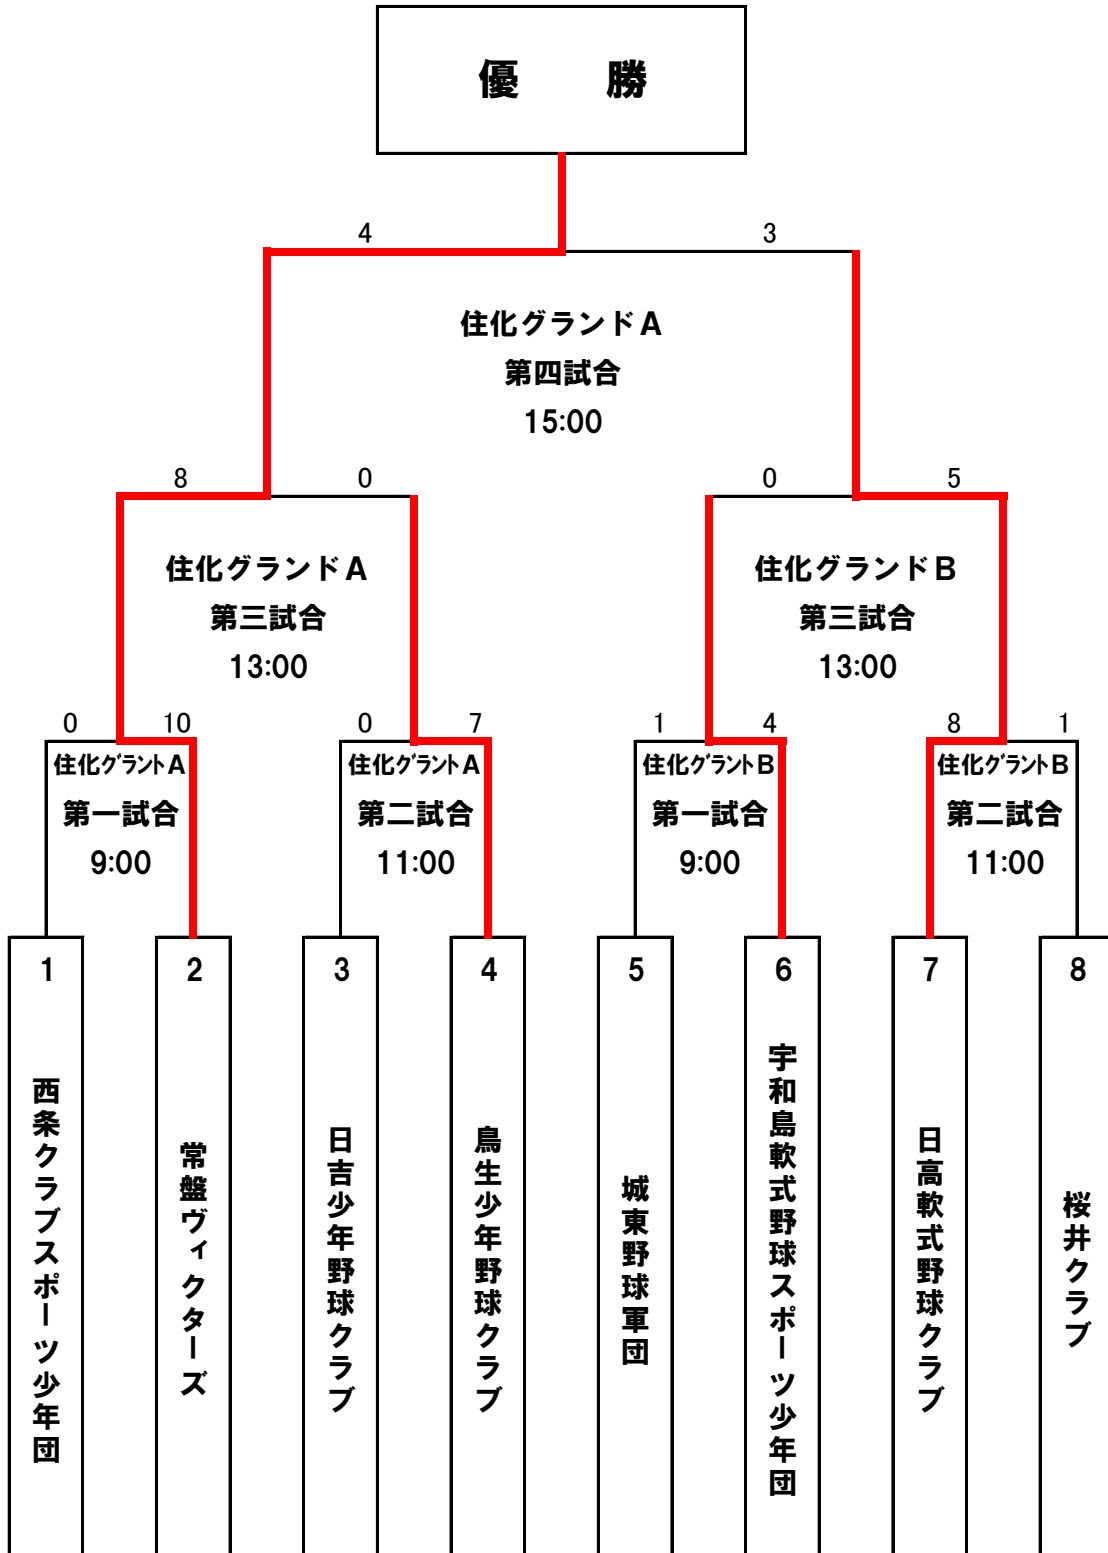 優　勝
4
3
住化グランドA
第四試合
15:00
8
0
0
5
住化グランドA
第三試合
13:00
住化グランドB
第三試合
13:00
0
10
0
7
1
4
8
1
住化グラントA
第一試合
9:00
住化グラントA
第二試合
11:00
住化グラントB
第一試合
9:00
住化グラントB
第二試合
11:00
1
2
3
4
5
6
7
8
西条クラブスポーツ少年団
常盤ヴィクターズ
日吉少年野球クラブ
鳥生少年野球クラブ
城東野球軍団
宇和島軟式野球スポーツ少年団
日高軟式野球クラブ
桜井クラブ